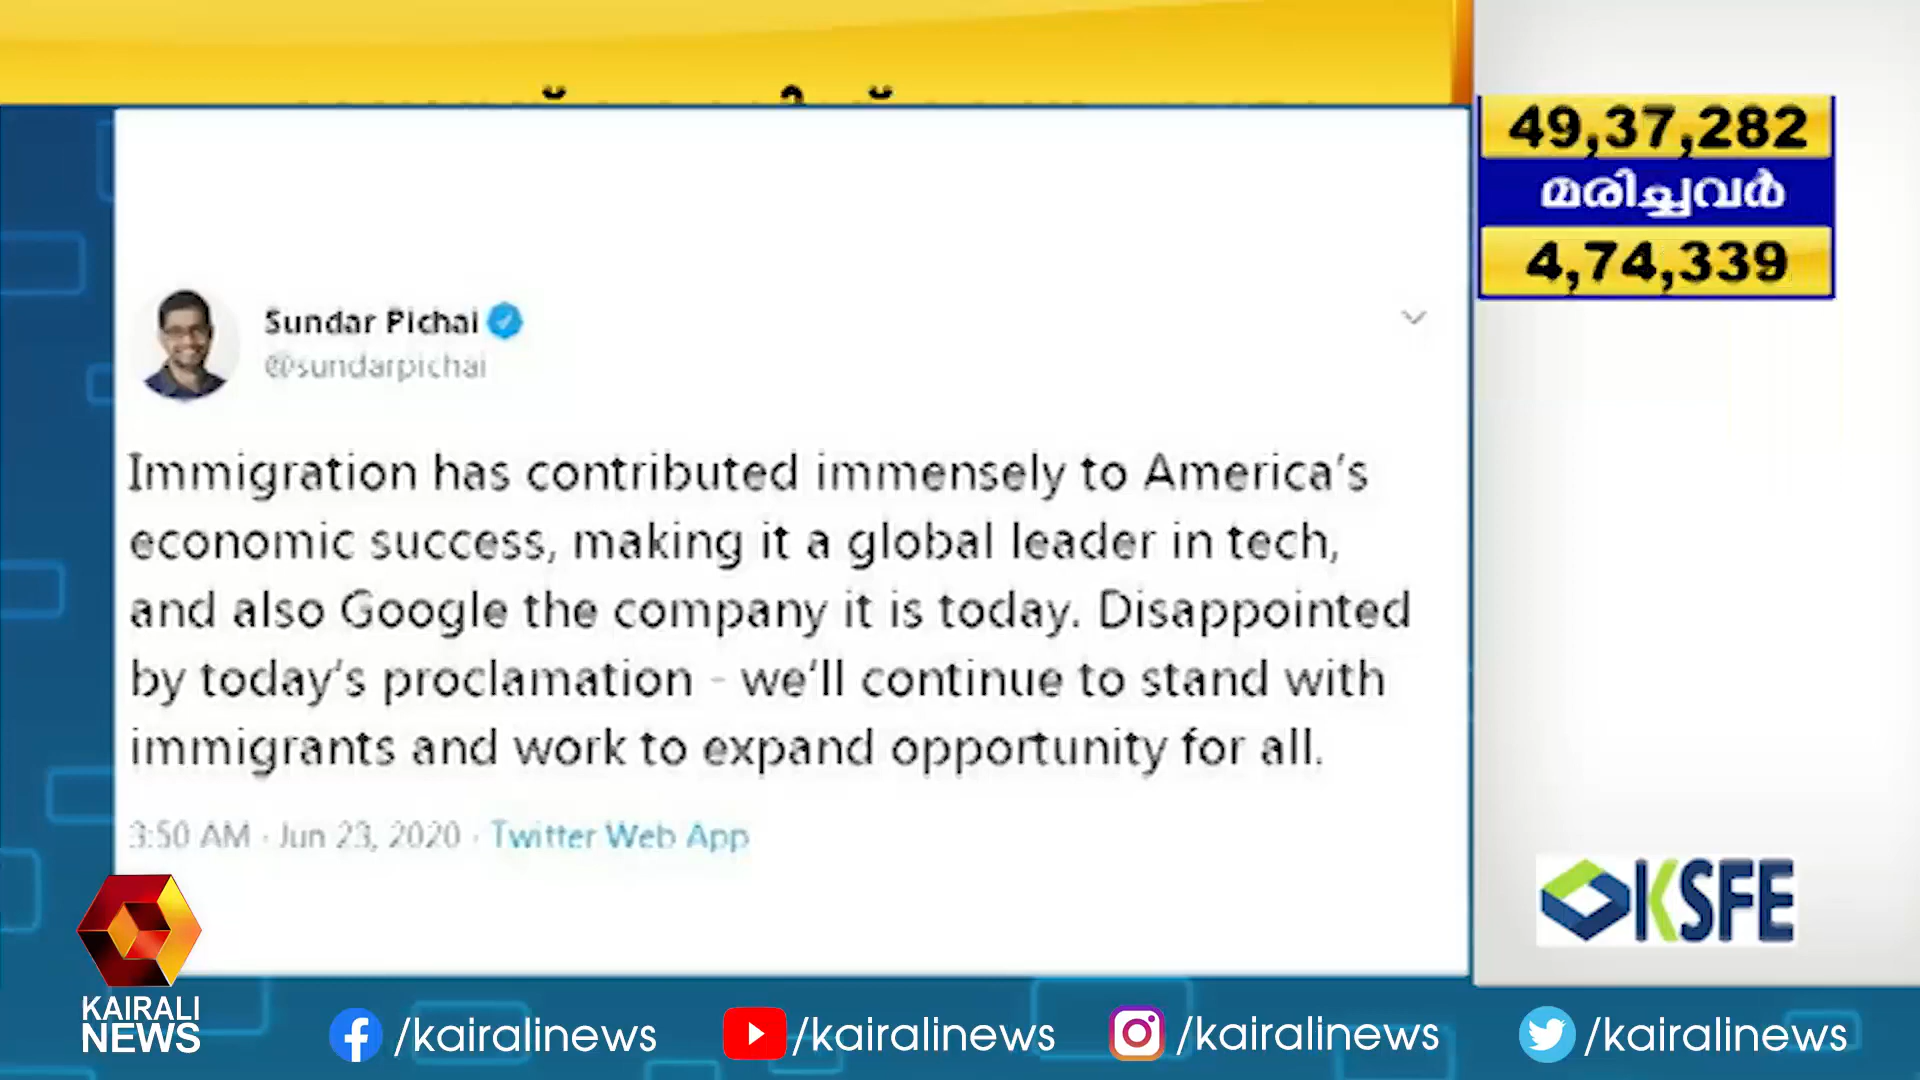 49,37,282
മരിച്ചവർ
4,74,339
Sundar Pichai
@sundarpichai
Immigration has contributed immensely to America's
economic success, making it a global leader in tech,
and also Google the company it is today. Disappointed
by today's proclamation - we'll continue to stand with
immigrants and work to expand opportunity for all.
3:50 AM · Jun 23, 2020 · Twitter Web App
KSFE
KAIRALI
NEWS
/kairalinews
/kairalinews
/kairalinews
/kairalinews